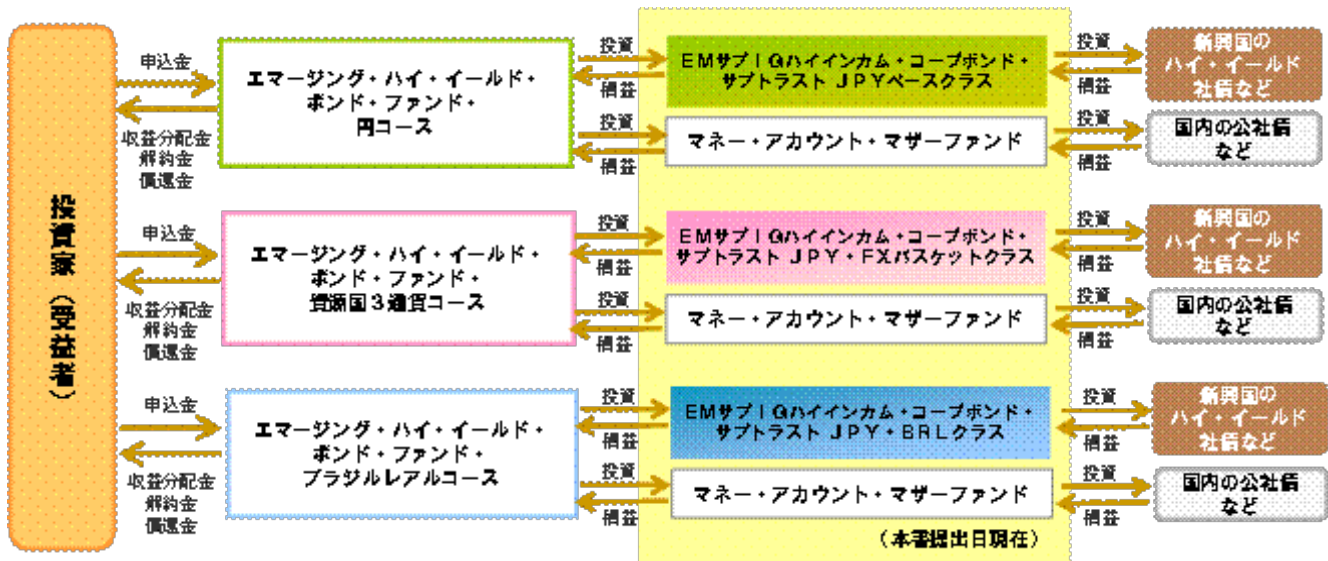 投資家（受益者）
申込金
収益分配金
解約金
償還金
エマージング・ハイ・イールド・
ボンド・ファンド・
円コース
投資
損益
投資
損益
EMサブIGハイインカム・コープボンド・
サブトラスト JPYベースクラス
マネー・アカウント・マザーファンド
投資
損益
投資
損益
新興国の
ハイ・イールド
社債など
国内の公社債
など
申込金
収益分配金
解約金
償還金
エマージング・ハイ・イールド・
ボンド・ファンド・
資源国３通貨コース
投資
損益
投資
損益
EMサブIGハイインカム・コープボンド・
サブトラスト JPY・FXバスケットクラス
マネー・アカウント・マザーファンド
投資
損益
投資
損益
新興国の
ハイ・イールド
社債など
国内の公社債
など
申込金
収益分配金
解約金
償還金
エマージング・ハイ・イールド・
ボンド・ファンド・
ブラジルレアルコース
投資
損益
投資
損益
EMサブIGハイインカム・コープボンド・
サブトラスト JPY・BRLクラス
マネー・アカウント・マザーファンド
投資
損益
投資
損益
新興国の
ハイ・イールド
社債など
国内の公社債
など
（本書提出日現在）